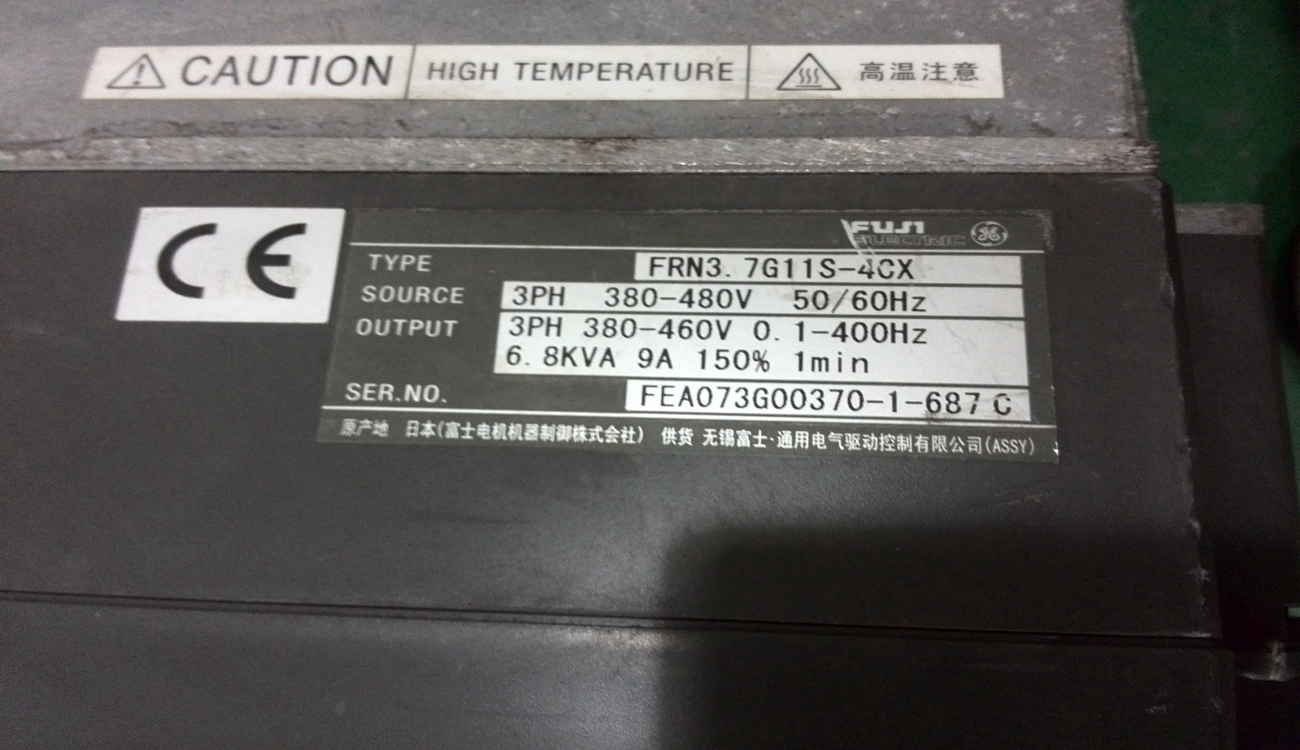 CAUTION HIGH TEMPERATURE 高温注意
CE
FUJI
ELECTRIC GE
TYPE FRN3.7G11S-4CX
SOURCE 3PH 380-480V 50/60Hz
OUTPUT 3PH 380-460V 0.1-400Hz
6.8KVA 9A 150% 1min
SER.NO. FEA073G00370-1-687 C
原产地 日本(富士电机机器制御株式会社) 供货 无锡富士·通用电气驱动控制有限公司(ASSY)